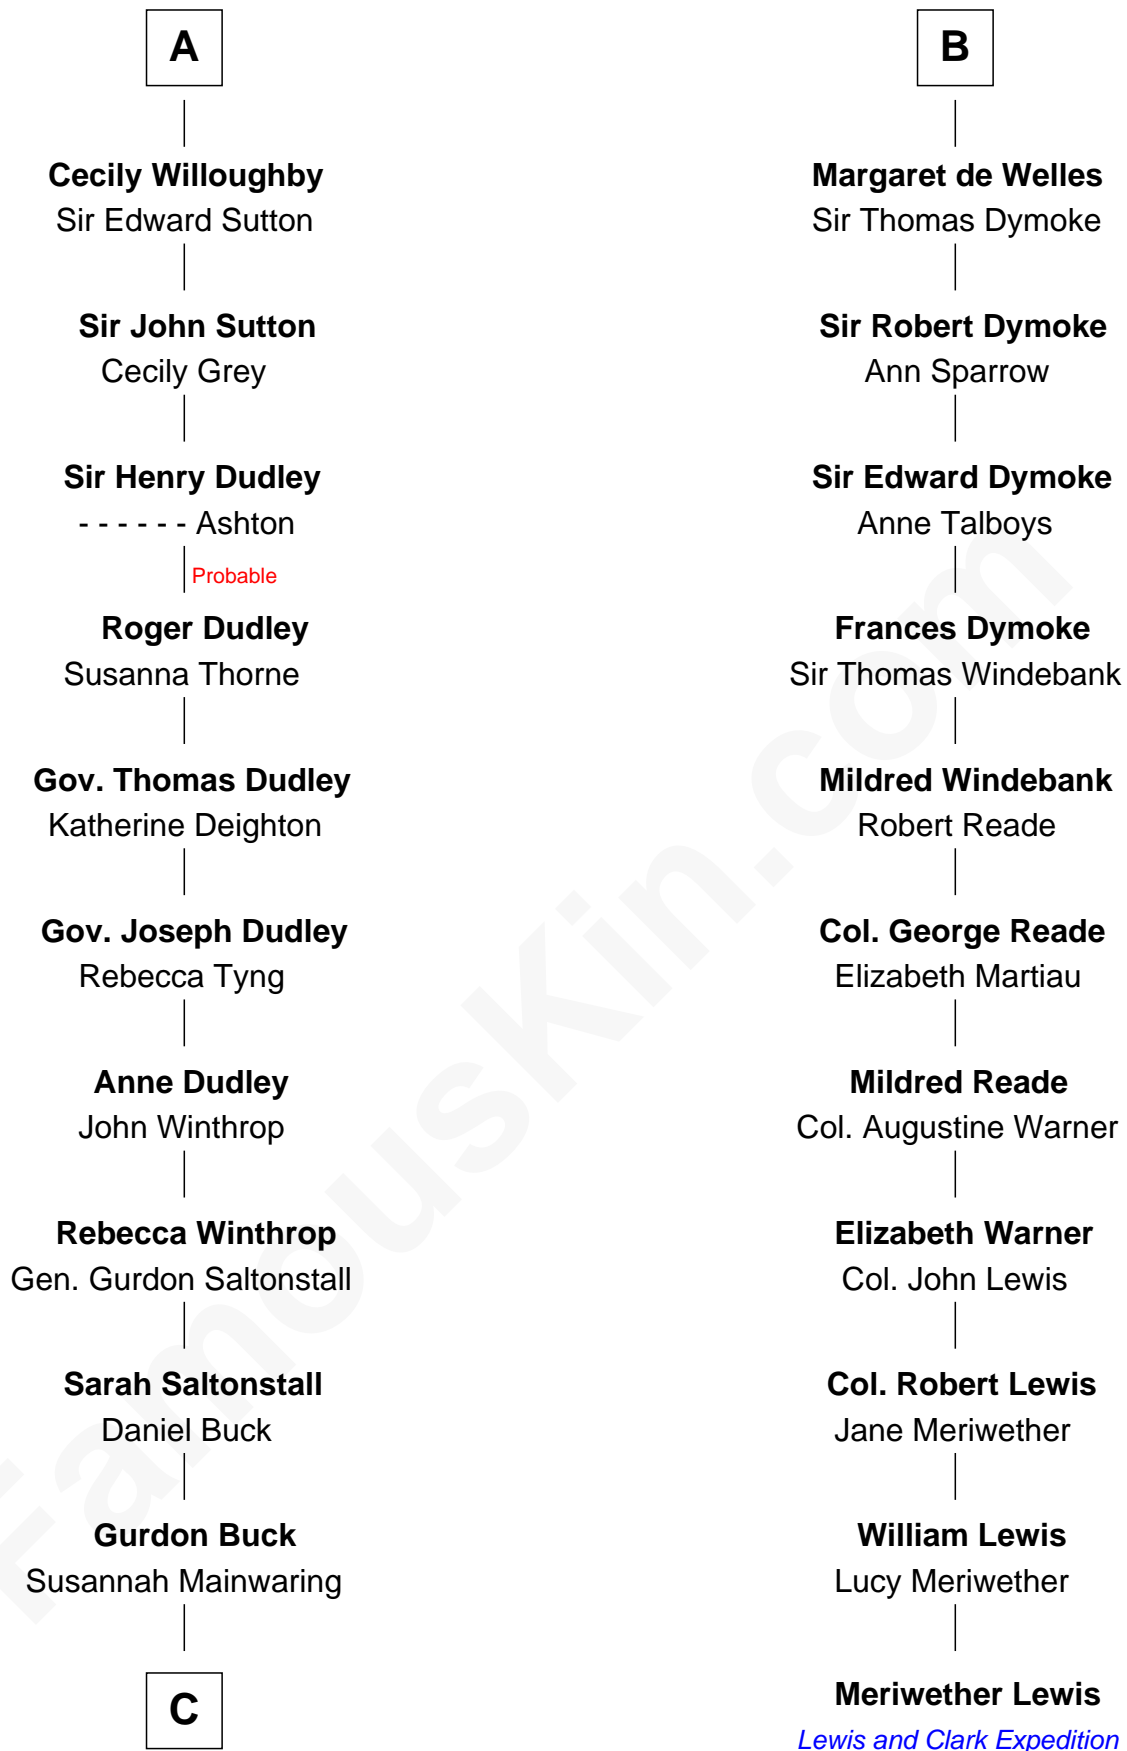 A
Cecily Willoughby
Sir Edward Sutton
Sir John Sutton
Cecily Grey
Sir Henry Dudley
- - - - - - Ashton
Probable
Roger Dudley
Susanna Thorne
Gov. Thomas Dudley
Katherine Deighton
Gov. Joseph Dudley
Rebecca Tyng
Anne Dudley
John Winthrop
Rebecca Winthrop
Gen. Gurdon Saltonstall
Sarah Saltonstall
Daniel Buck
Gurdon Buck
Susannah Mainwaring
C
B
Margaret de Welles
Sir Thomas Dymoke
Sir Robert Dymoke
Ann Sparrow
Sir Edward Dymoke
Anne Talboys
Frances Dymoke
Sir Thomas Windebank
Mildred Windebank
Robert Reade
Col. George Reade
Elizabeth Martiau
Mildred Reade
Col. Augustine Warner
Elizabeth Warner
Col. John Lewis
Col. Robert Lewis
Jane Meriwether
William Lewis
Lucy Meriwether
Meriwether Lewis
Lewis and Clark Expedition
FamousKin.com